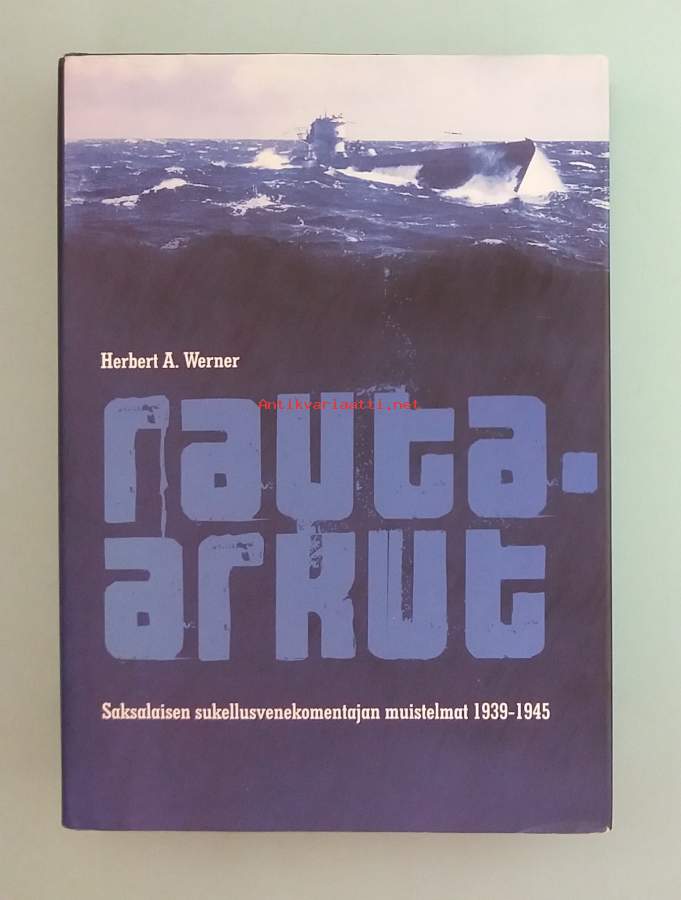 Herbert A. Werner
Antikvariaatti.net
rauta-
arkut
Saksalaisen sukellusvenekomentajan muistelmat 1939-1945